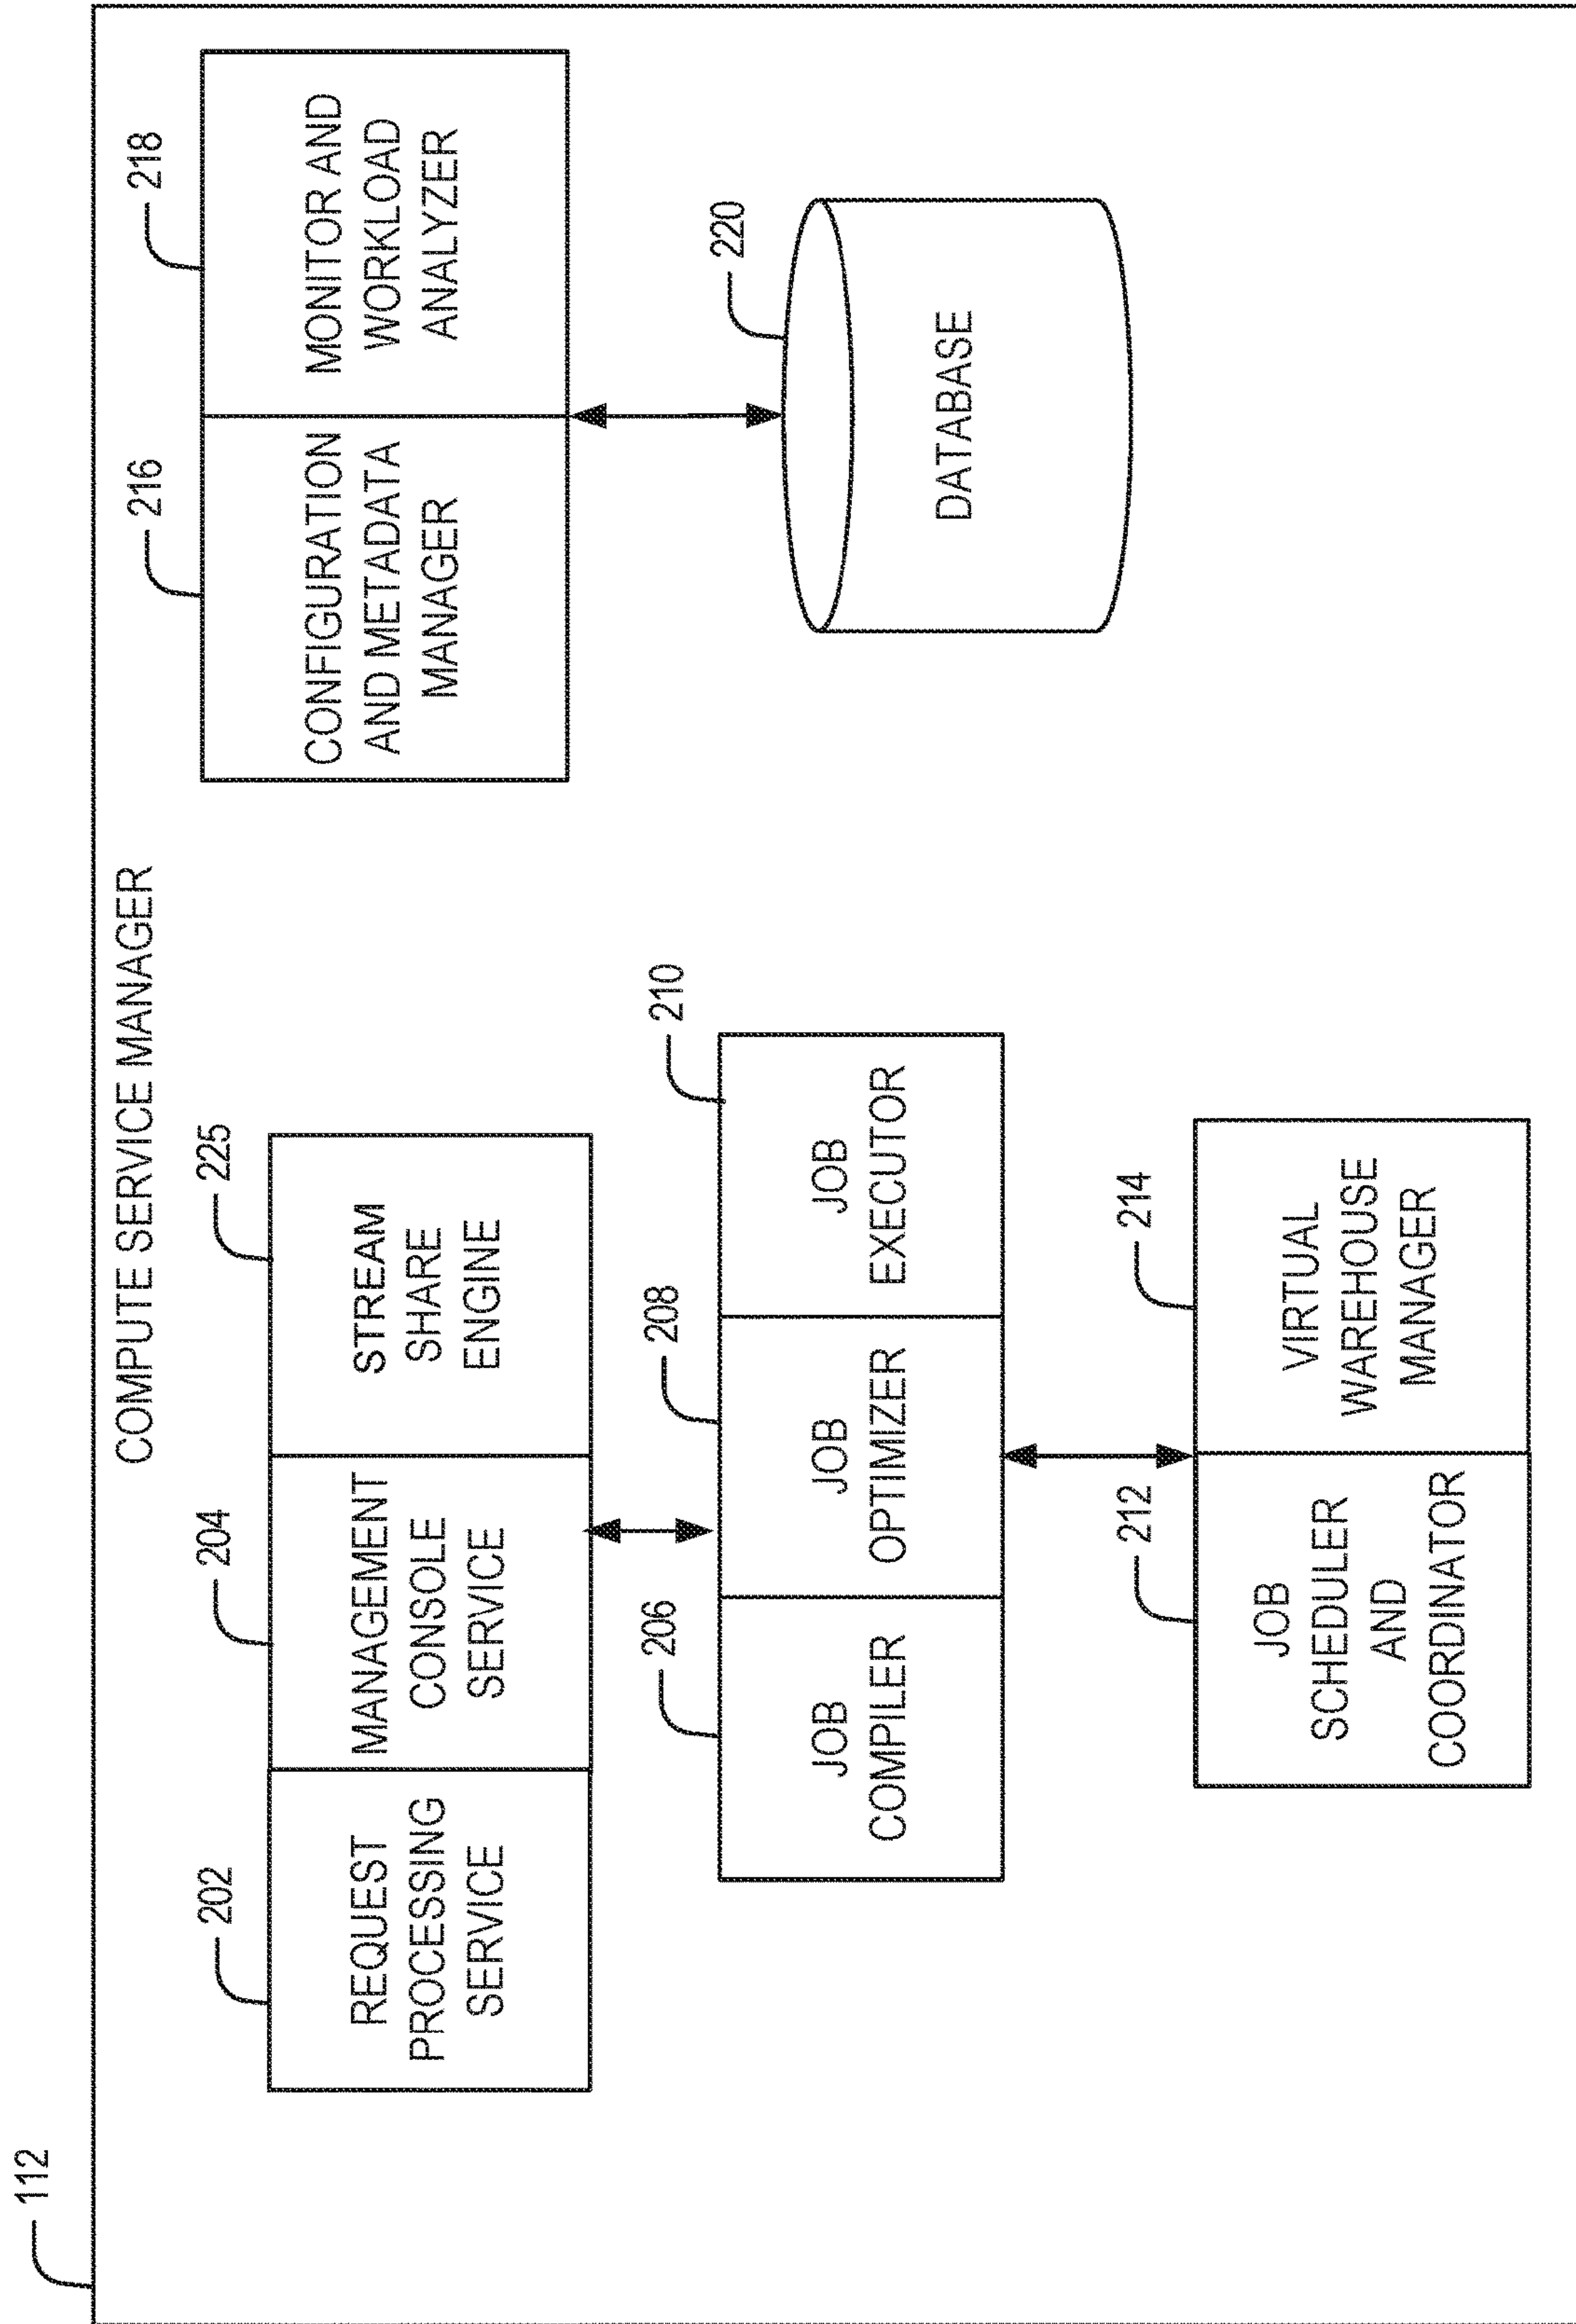 112
COMPUTE SERVICE MANAGER
202
REQUEST
PROCESSING
SERVICE
204
MANAGEMENT
CONSOLE
SERVICE
225
STREAM
SHARE
ENGINE
206
JOB
COMPILER
208
JOB
OPTIMIZER
210
JOB
EXECUTOR
212
JOB
SCHEDULER
AND
COORDINATOR
214
VIRTUAL
WAREHOUSE
MANAGER
216
CONFIGURATION
AND METADATA
MANAGER
218
MONITOR AND
WORKLOAD
ANALYZER
220
DATABASE